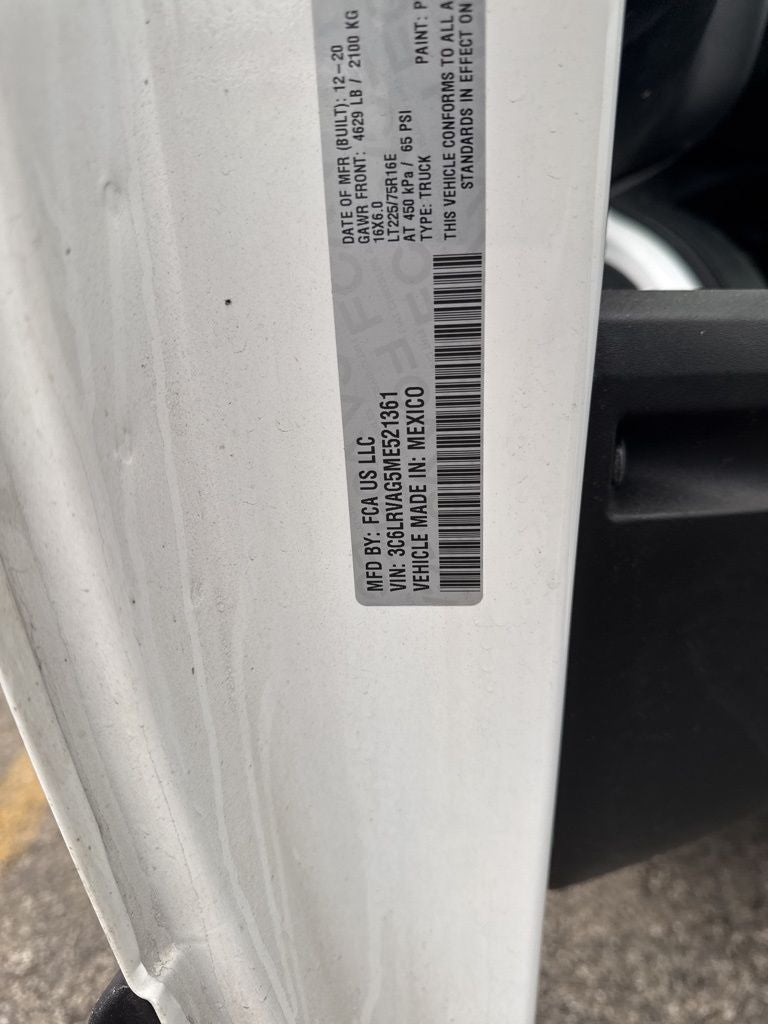 MFD BY: FCA US LLC
VIN: 3C6LRVAG5ME521361
VEHICLE MADE IN: MEXICO
DATE OF MFR (BUILT): 12-20
GAWR FRONT: 4629 LB / 2100 KG
16X6.0
LT225/75R16E
AT 450 kPa / 65 PSI
TYPE: TRUCK
PAINT: P
THIS VEHICLE CONFORMS TO ALL A
STANDARDS IN EFFECT ON